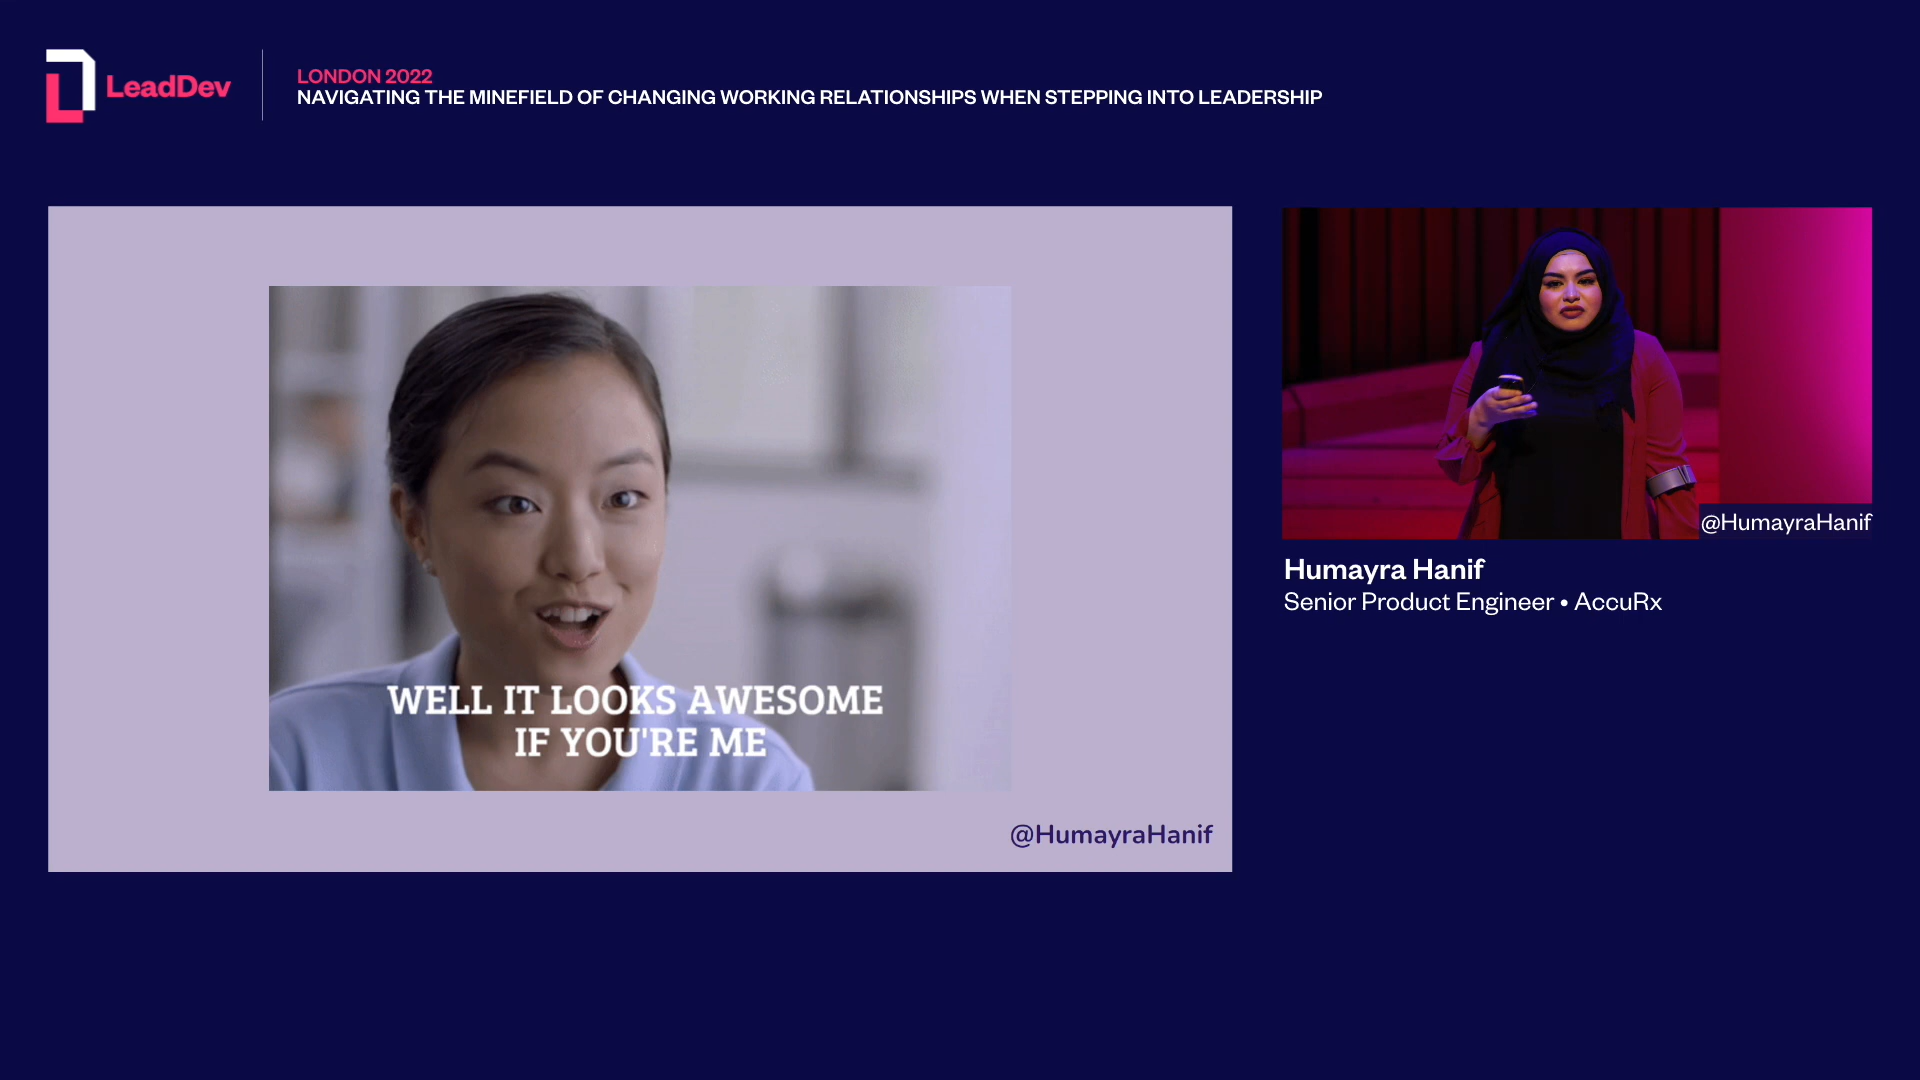 LeadDev
LONDON 2022
NAVIGATING THE MINEFIELD OF CHANGING WORKING RELATIONSHIPS WHEN STEPPING INTO LEADERSHIP
WELL IT LOOKS AWESOME
IF YOU'RE ME
@HumayraHanif
@HumayraHanif
Humayra Hanif
Senior Product Engineer • AccuRx